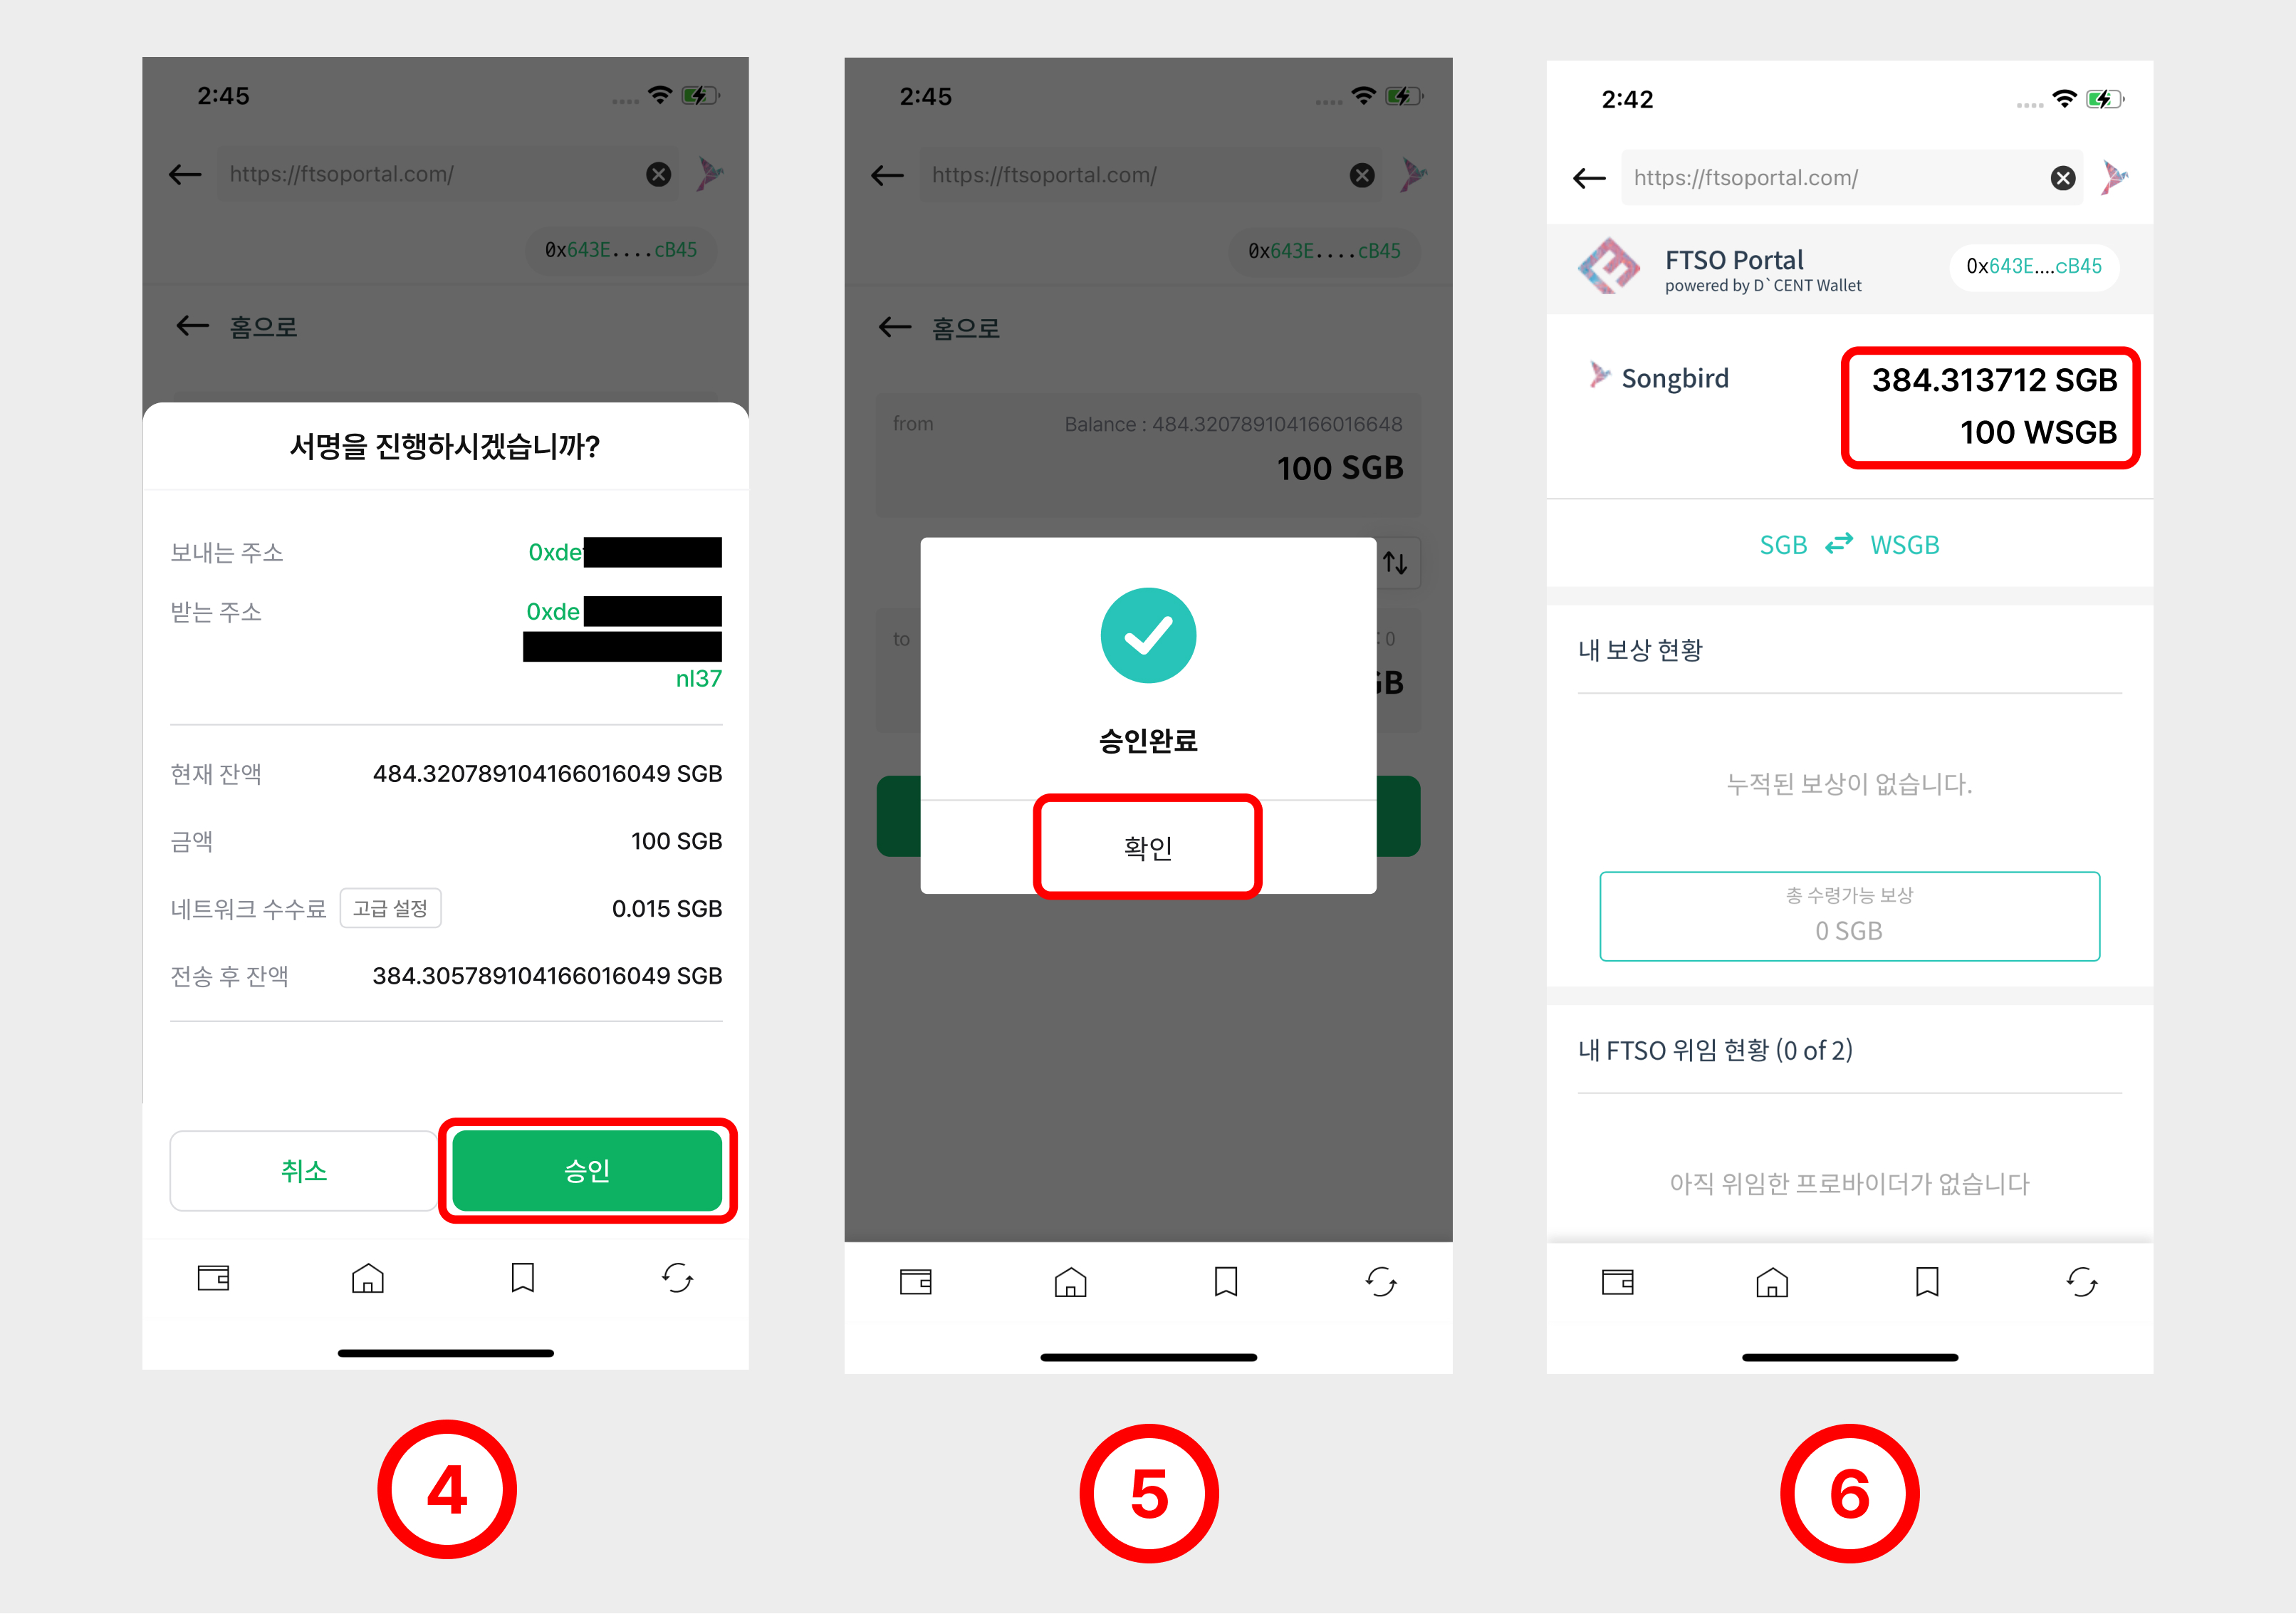 2:45
https://ftsoportal.com/
0x643E....cB45
홈으로
서명을 진행하시겠습니까?
보내는 주소 0xde
받는 주소 0xde
nl37
현재 잔액 484.320789104166016049 SGB
금액 100 SGB
네트워크 수수료 고급 설정 0.015 SGB
전송 후 잔액 384.305789104166016049 SGB
취소 승인
4
2:45
https://ftsoportal.com/
0x643E....cB45
홈으로
from Balance : 484.320789104166016648
100 SGB
to : 0
승인완료
확인
5
2:42
https://ftsoportal.com/
FTSO Portal
powered by D`CENT Wallet
0x643E....cB45
Songbird 384.313712 SGB
100 WSGB
SGB WSGB
내 보상 현황
누적된 보상이 없습니다.
총 수령가능 보상
0 SGB
내 FTSO 위임 현황 (0 of 2)
아직 위임한 프로바이더가 없습니다
6